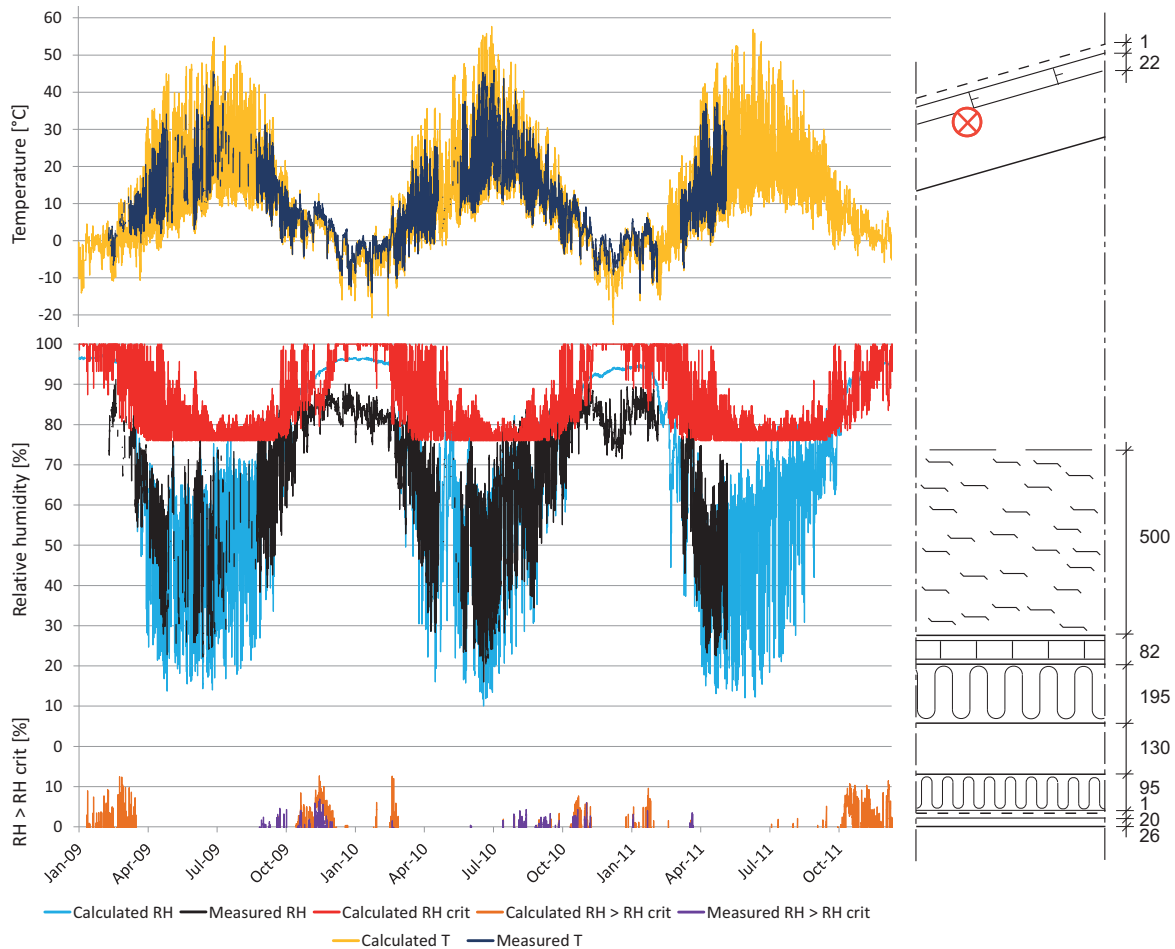 Temperature [°C]
60
50
40
30
20
10
0
-10
-20
Relative humidity [%]
100
90
80
70
60
50
40
30
20
10
0
RH > RH crit [%]
10
0
Jan-09
Apr-09
Jul-09
Oct-09
Jan-10
Apr-10
Jul-10
Oct-10
Jan-11
Apr-11
Jul-11
Oct-11
Calculated RH
Measured RH
Calculated RH crit
Calculated RH > RH crit
Measured RH > RH crit
Calculated T
Measured T
1
22
500
82
195
130
95
1
20
26